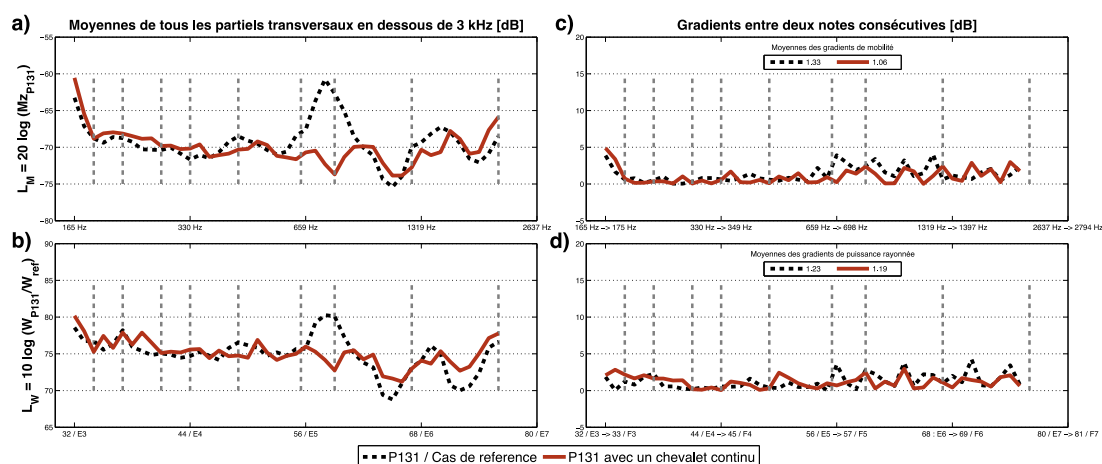 a) Moyennes de tous les partiels transversaux en dessous de 3 kHz [dB]
L_M = 20 log (Mz_P131)
−55
−60
−65
−70
−75
−80
165 Hz 330 Hz 659 Hz 1319 Hz 2637 Hz
c) Gradients entre deux notes consécutives [dB]
Moyennes des gradients de mobilité
1.33 1.06
20
15
10
5
0
−5
165 Hz −> 175 Hz 330 Hz −> 349 Hz 659 Hz −> 698 Hz 1319 Hz −> 1397 Hz 2637 Hz −> 2794 Hz
b)
L_W = 10 log (W_P131/W_ref)
90
85
80
75
70
65
32 / E3 44 / E4 56 / E5 68 / E6 80 / E7
d)
Moyennes des gradients de puissance rayonnée
1.23 1.19
20
15
10
5
0
−5
32 / E3 −> 33 / F3 44 / E4 −> 45 / F4 56 / E5 −> 57 / F5 68 : E6 −> 69 / F6 80 / E7 −> 81 / F7
P131 / Cas de reference P131 avec un chevalet continu